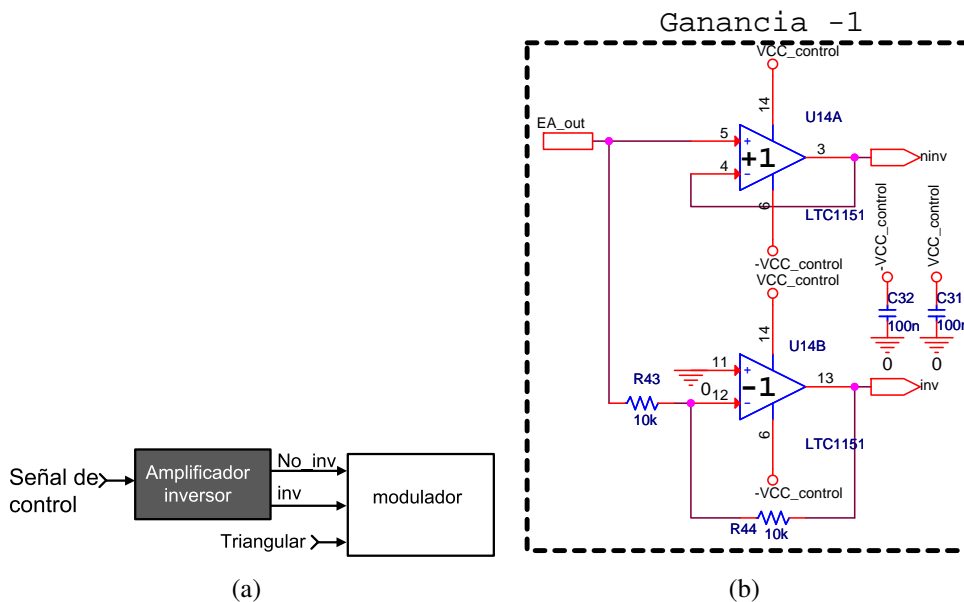 Señal de
control
Amplificador
inversor
No_inv
inv
modulador
Triangular
(a)
Ganancia -1
VCC_control
14
U14A
EA_out
5
+
+1
3
ninv
4
-
6
LTC1151
-VCC_control
VCC_control
-VCC_control
VCC_control
C32
C31
100n
100n
0
0
14
U14B
11
+
0
-1
13
inv
R43
12
-
10k
6
LTC1151
-VCC_control
R44
10k
(b)